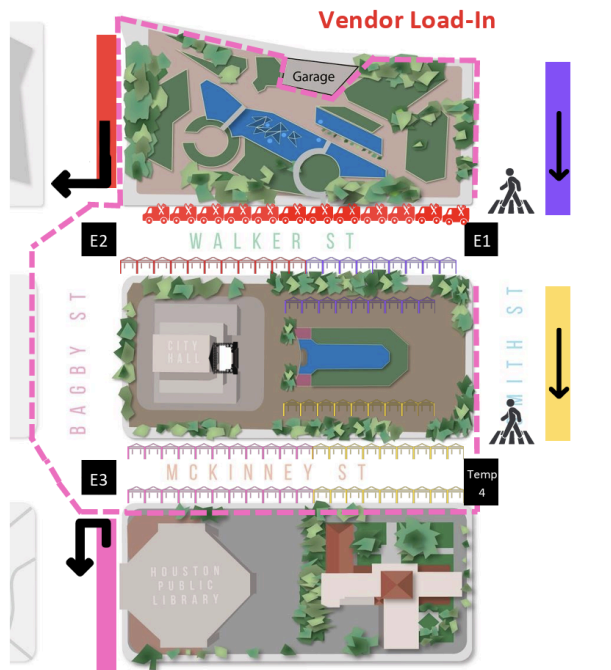 Vendor Load-In
Garage
E2
WALKER ST
E1
BAGBY ST
CITY
HALL
MITH ST
E3
MCKINNEY ST
Temp
4
HOUSTON
PUBLIC
LIBRARY